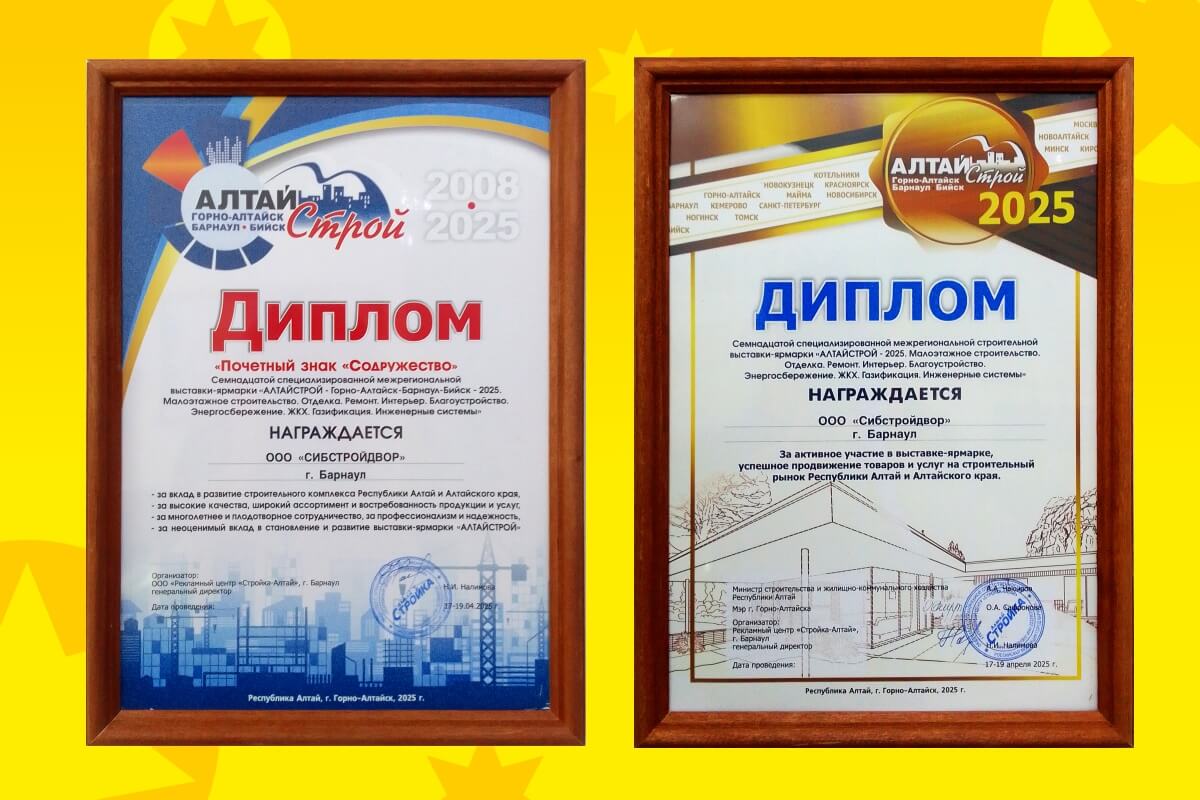 АЛТАЙ
ГОРНО-АЛТАЙСК
БАРНАУЛ • БИЙСК
Строй
2008
2025
Диплом
«Почетный знак «Содружество»
Семнадцатой специализированной межрегиональной
выставки-ярмарки «АЛТАЙСТРОЙ - Горно-Алтайск-Барнаул-Бийск - 2025.
Малоэтажное строительство. Отделка. Ремонт. Интерьер. Благоустройство.
Энергосбережение. ЖКХ. Газификация. Инженерные системы»
НАГРАЖДАЕТСЯ
ООО «СИБСТРОЙДВОР»
г. Барнаул
- за вклад в развитие строительного комплекса Республики Алтай и Алтайского края,
- за высокие качества, широкий ассортимент и востребованность продукции и услуг,
- за многолетнее и плодотворное сотрудничество, за профессионализм и надежность,
- за неоценимый вклад в становление и развитие выставки-ярмарки «АЛТАЙСТРОЙ»
Организатор:
ООО «Рекламный центр «Стройка-Алтай», г. Барнаул
генеральный директор
Н.И. Налимова
Дата проведения:
17-19.04.2025 г.
СТРОЙКА
Республика Алтай, г. Горно-Алтайск, 2025 г.
МОСКВ
НОВОАЛТАЙСК
МИНСК КИРО
КОТЕЛЬНИКИ
НОВОКУЗНЕЦК КРАСНОЯРСК
ГОРНО-АЛТАЙСК МАЙМА НОВОСИБИРСК
БАРНАУЛ КЕМЕРОВО САНКТ-ПЕТЕРБУРГ
НОГИНСК ТОМСК
БИЙСК
АЛТАЙ
Горно-Алтайск
Барнаул Бийск
Строй
2025
ДИПЛОМ
Семнадцатой специализированной межрегиональной строительной
выставки-ярмарки «АЛТАЙСТРОЙ - 2025. Малоэтажное строительство.
Отделка. Ремонт. Интерьер. Благоустройство.
Энергосбережение. ЖКХ. Газификация. Инженерные системы»
НАГРАЖДАЕТСЯ
ООО «Сибстройдвор»
г. Барнаул
За активное участие в выставке-ярмарке,
успешное продвижение товаров и услуг на строительный
рынок Республики Алтай и Алтайского края.
Министр строительства и жилищно-коммунального хозяйства
Республики Алтай
Мэр г. Горно-Алтайска
О.А. Сафронова
Организатор:
Рекламный центр «Стройка-Алтай»,
г. Барнаул
генеральный директор
Н.И. Налимова
СТРОЙКА
Дата проведения:
17-19 апреля 2025 г.
Республика Алтай, г. Горно-Алтайск, 2025 г.